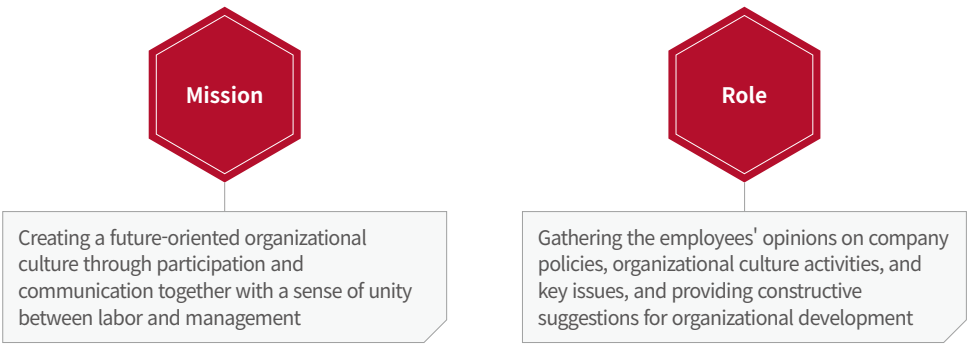 Mission
Creating a future-oriented organizational
culture through participation and
communication together with a sense of unity
between labor and management
Role
Gathering the employees' opinions on company
policies, organizational culture activities, and
key issues, and providing constructive
suggestions for organizational development